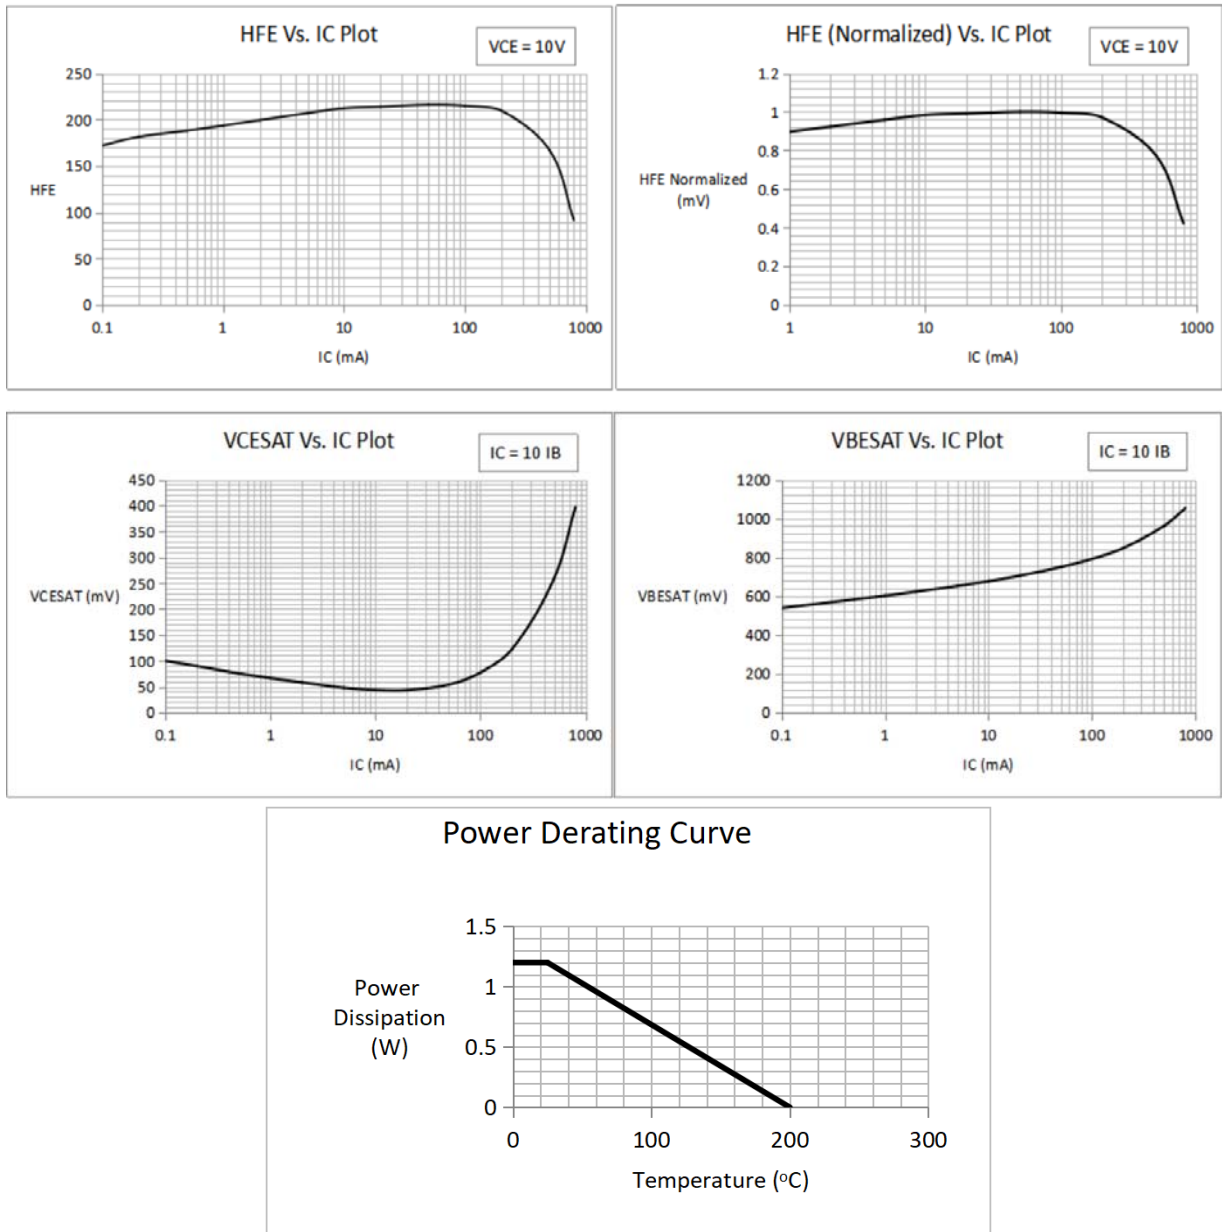 HFE Vs. IC Plot
VCE = 10V
250
200
150
HFE
100
50
0
0.1 1 10 100 1000
IC (mA)
HFE (Normalized) Vs. IC Plot
VCE = 10V
1.2
1
0.8
HFE Normalized
(mV)
0.6
0.4
0.2
0
1 10 100 1000
IC (mA)
VCESAT Vs. IC Plot
IC = 10 IB
450
400
350
300
250
VCESAT (mV)
200
150
100
50
0
0.1 1 10 100 1000
IC (mA)
VBESAT Vs. IC Plot
IC = 10 IB
1200
1000
800
VBESAT (mV)
600
400
200
0
0.1 1 10 100 1000
IC (mA)
Power Derating Curve
1.5
1
Power
Dissipation
(W)
0.5
0
0 100 200 300
Temperature (ºC)